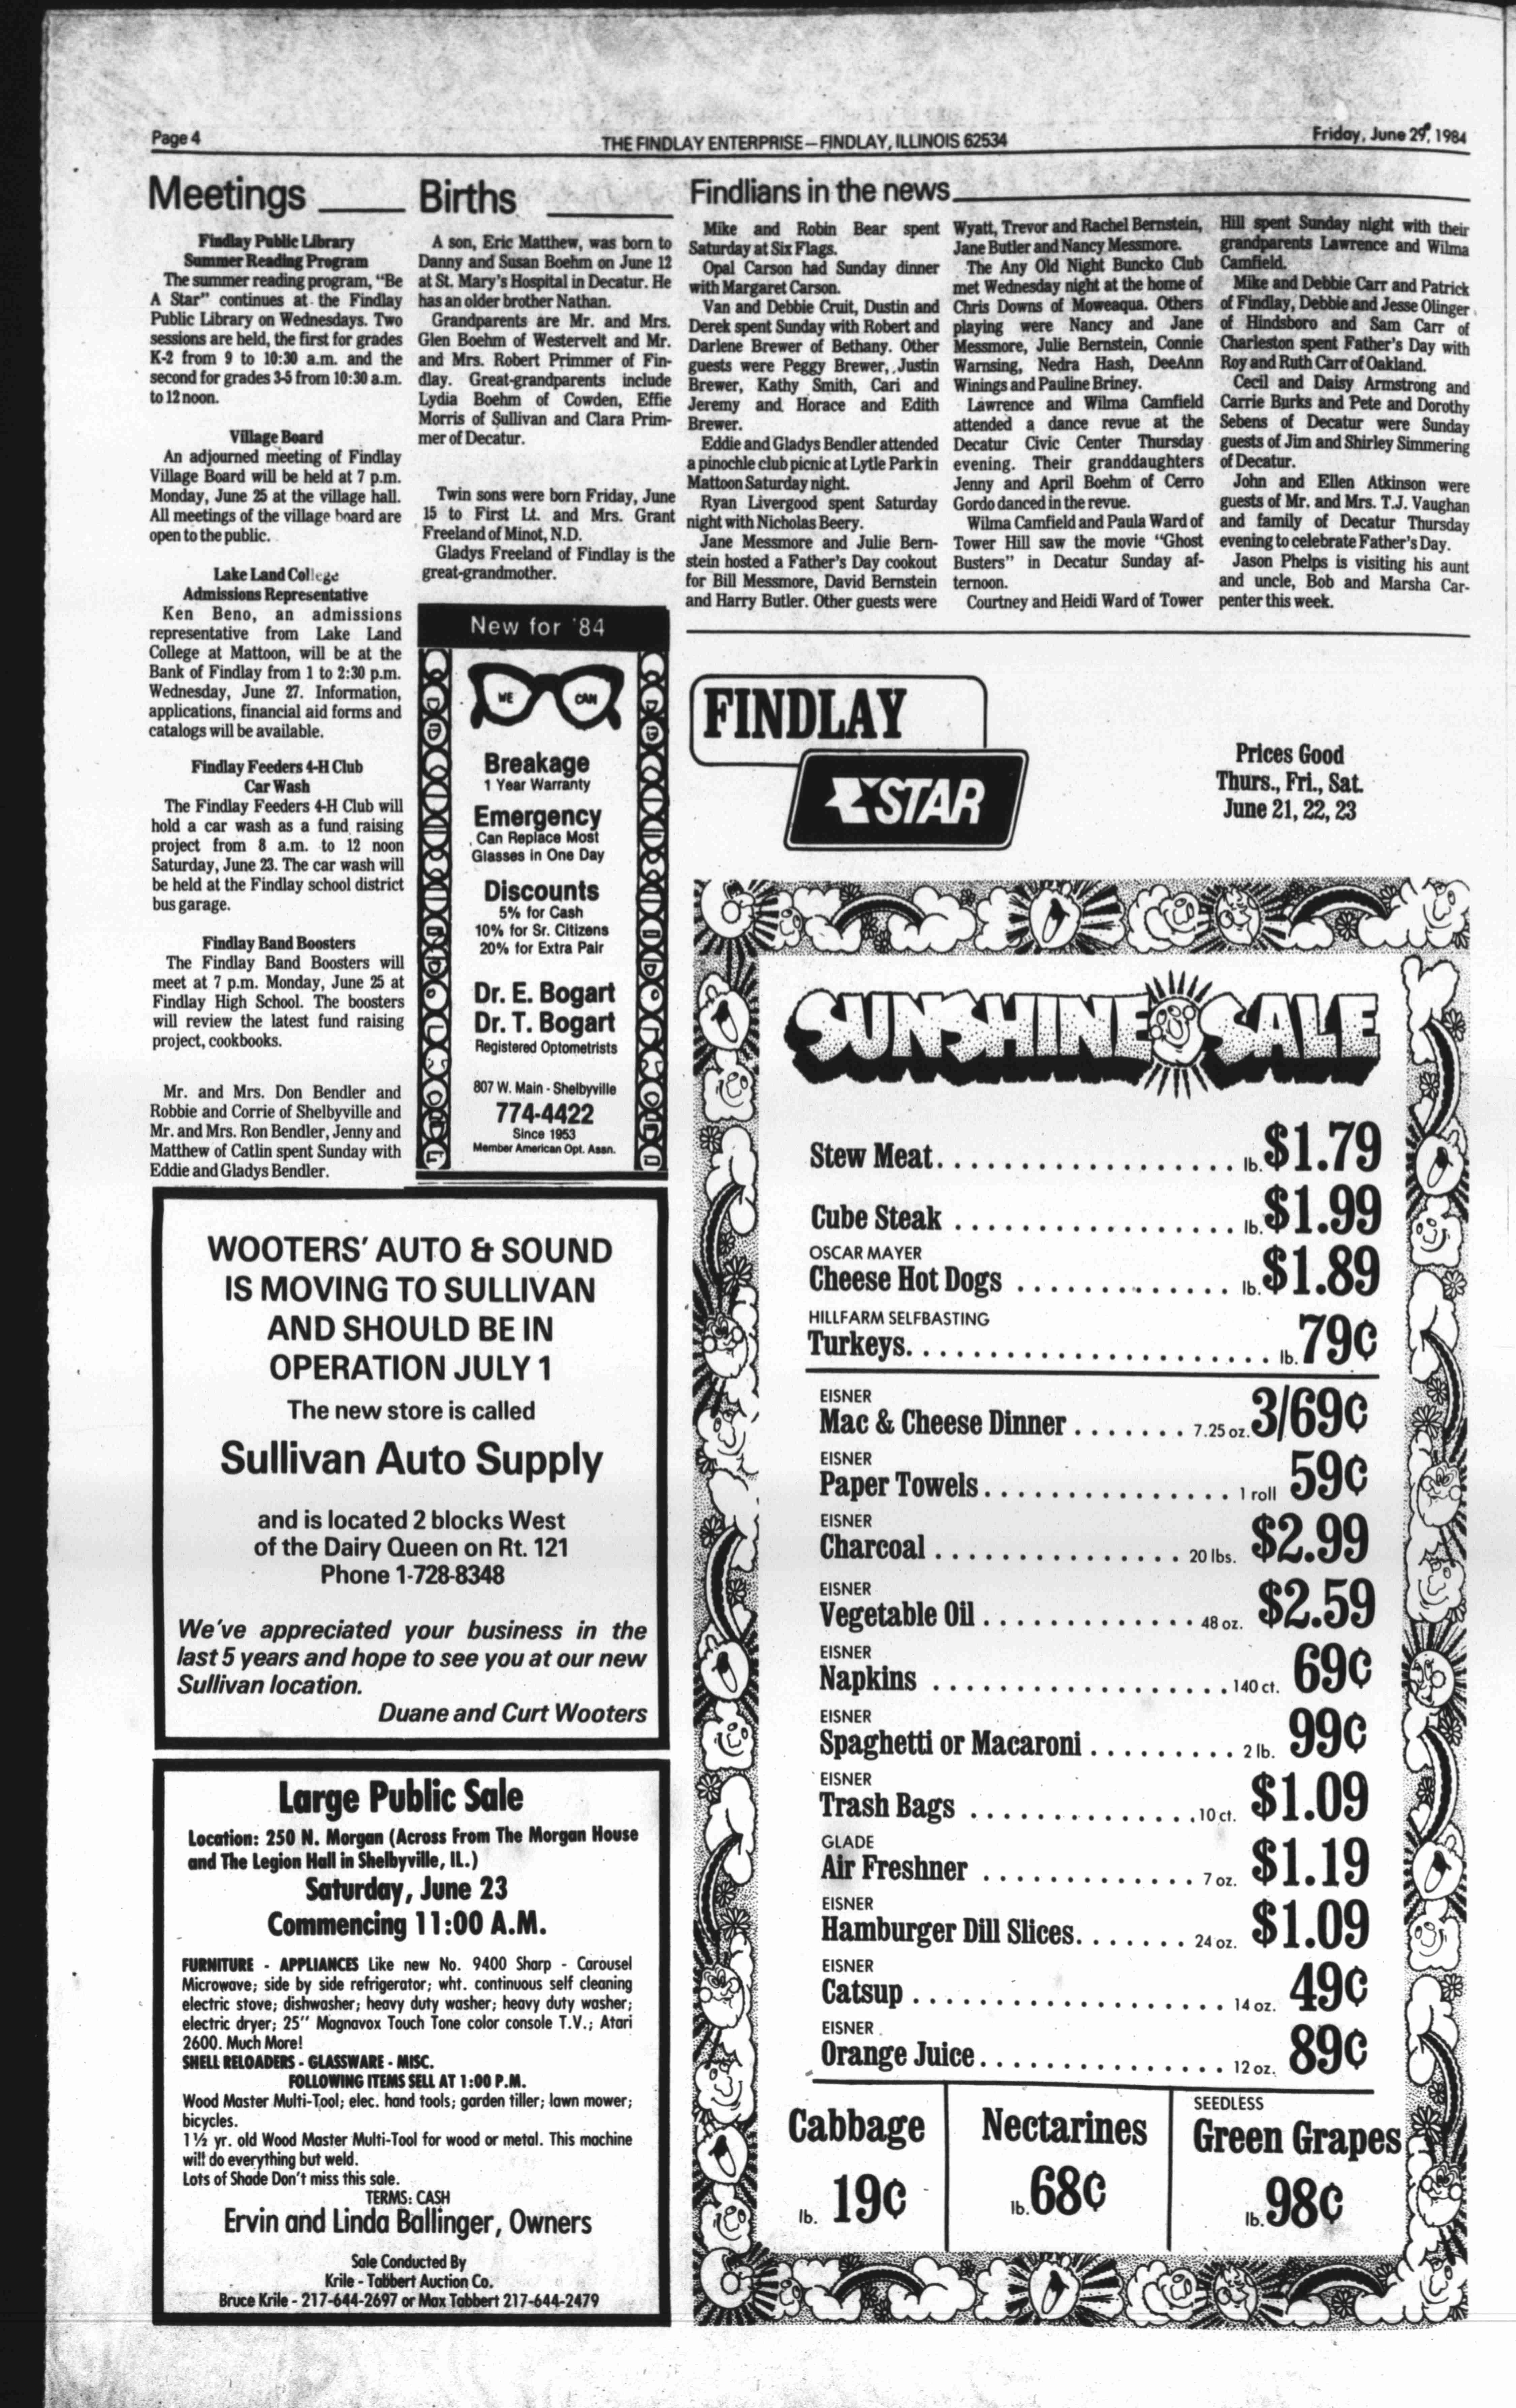 Page 4
THE FINDLAY ENTERPRISE—FINDLAY, ILLINOIS 62534
Friday, June 29, 1984
Meetings
Findlay Public Library
Summer Reading Program
The summer reading program, “Be
A Star” continues at the Findlay
Public Library on Wednesdays. Two
sessions are held, the first for grades
K-2 from 9 to 10:30 a.m. and the
second for grades 3-5 from 10:30 a.m.
to 12 noon.
Village Board
An adjourned meeting of Findlay
Village Board will be held at 7 p.m.
Monday, June 25 at the village hall.
All meetings of the village board are
open to the public.
Lake Land College
Admissions Representative
Ken Beno, an admissions
representative from Lake Land
College at Mattoon, will be at the
Bank of Findlay from 1 to 2:30 p.m.
Wednesday, June 27. Information,
applications, financial aid forms and
catalogs will be available.
Findlay Feeders 4-H Club
Car Wash
The Findlay Feeders 4-H Club will
hold a car wash as a fund raising
project from 8 a.m. to 12 noon
Saturday, June 23. The car wash will
be held at the Findlay school district
bus garage.
Findlay Band Boosters
The Findlay Band Boosters will
meet at 7 p.m. Monday, June 25 at
Findlay High School. The boosters
will review the latest fund raising
project, cookbooks.
Mr. and Mrs. Don Bendler and
Robbie and Corrie of Shelbyville and
Mr. and Mrs. Ron Bendler, Jenny and
Matthew of Catlin spent Sunday with
Eddie and Gladys Bendler.
Births
A son, Eric Matthew, was born to
Danny and Susan Boehm on June 12
at St. Mary's Hospital in Decatur. He
has an older brother Nathan.
Grandparents are Mr. and Mrs.
Glen Boehm of Westervelt and Mr.
and Mrs. Robert Primmer of Fin-
dlay. Great-grandparents include
Lydia Boehm of Cowden, Effie
Morris of Sullivan and Clara Prim-
mer of Decatur.
Twin sons were born Friday, June
15 to First Lt. and Mrs. Grant
Freeland of Minot, N.D.
Gladys Freeland of Findlay is the
great-grandmother.
New for '84
WE CAN
Breakage
1 Year Warranty
Emergency
Can Replace Most
Glasses in One Day
Discounts
5% for Cash
10% for Sr. Citizens
20% for Extra Pair
Dr. E. Bogart
Dr. T. Bogart
Registered Optometrists
807 W. Main - Shelbyville
774-4422
Since 1953
Member American Opt. Assn.
Findlians in the news
Mike and Robin Bear spent
Saturday at Six Flags.
Opal Carson had Sunday dinner
with Margaret Carson.
Van and Debbie Cruit, Dustin and
Derek spent Sunday with Robert and
Darlene Brewer of Bethany. Other
guests were Peggy Brewer, Justin
Brewer, Kathy Smith, Cari and
Jeremy and Horace and Edith
Brewer.
Eddie and Gladys Bendler attended
a pinochle club picnic at Lytle Park in
Mattoon Saturday night.
Ryan Livergood spent Saturday
night with Nicholas Beery.
Jane Messmore and Julie Bern-
stein hosted a Father's Day cookout
for Bill Messmore, David Bernstein
and Harry Butler. Other guests were
Wyatt, Trevor and Rachel Bernstein,
Jane Butler and Nancy Messmore.
The Any Old Night Buncko Club
met Wednesday night at the home of
Chris Downs of Moweaqua. Others
playing were Nancy and Jane
Messmore, Julie Bernstein, Connie
Warnsing, Nedra Hash, DeeAnn
Winings and Pauline Briney.
Lawrence and Wilma Camfield
attended a dance revue at the
Decatur Civic Center Thursday
evening. Their granddaughters
Jenny and April Boehm of Cerro
Gordo danced in the revue.
Wilma Camfield and Paula Ward of
Tower Hill saw the movie “Ghost
Busters” in Decatur Sunday af-
ternoon.
Courtney and Heidi Ward of Tower
Hill spent Sunday night with their
grandparents Lawrence and Wilma
Camfield.
Mike and Debbie Carr and Patrick
of Findlay, Debbie and Jesse Olinger
of Hindsboro and Sam Carr of
Charleston spent Father's Day with
Roy and Ruth Carr of Oakland.
Cecil and Daisy Armstrong and
Carrie Burks and Pete and Dorothy
Sebens of Decatur were Sunday
guests of Jim and Shirley Simmering
of Decatur.
John and Ellen Atkinson were
guests of Mr. and Mrs. T.J. Vaughan
and family of Decatur Thursday
evening to celebrate Father's Day.
Jason Phelps is visiting his aunt
and uncle, Bob and Marsha Car-
penter this week.
WOOTERS' AUTO & SOUND
IS MOVING TO SULLIVAN
AND SHOULD BE IN
OPERATION JULY 1
The new store is called
Sullivan Auto Supply
and is located 2 blocks West
of the Dairy Queen on Rt. 121
Phone 1-728-8348
We've appreciated your business in the
last 5 years and hope to see you at our new
Sullivan location.
Duane and Curt Wooters
Large Public Sale
Location: 250 N. Morgan (Across From The Morgan House
and The Legion Hall in Shelbyville, IL.)
Saturday, June 23
Commencing 11:00 A.M.
FURNITURE - APPLIANCES Like new No. 9400 Sharp - Carousel
Microwave; side by side refrigerator; wht. continuous self cleaning
electric stove; dishwasher; heavy duty washer; heavy duty washer;
electric dryer; 25" Magnavox Touch Tone color console T.V.; Atari
2600. Much More!
SHELL RELOADERS - GLASSWARE - MISC.
FOLLOWING ITEMS SELL AT 1:00 P.M.
Wood Master Multi-Tool; elec. hand tools; garden tiller; lawn mower;
bicycles.
1½ yr. old Wood Master Multi-Tool for wood or metal. This machine
will do everything but weld.
Lots of Shade Don't miss this sale.
TERMS: CASH
Ervin and Linda Ballinger, Owners
Sale Conducted By
Krile - Tabbert Auction Co.
Bruce Krile - 217-644-2697 or Max Tabbert 217-644-2479
FINDLAY
STAR
Prices Good
Thurs., Fri., Sat.
June 21, 22, 23
SUNSHINE SALE
Stew Meat. . . . . . . . . . . . . . . . . . lb. $1.79
Cube Steak . . . . . . . . . . . . . . . . . lb. $1.99
OSCAR MAYER
Cheese Hot Dogs . . . . . . . . . . . . . lb. $1.89
HILLFARM SELFBASTING
Turkeys. . . . . . . . . . . . . . . . . . . . . . lb. 79¢
EISNER
Mac & Cheese Dinner . . . . . . . 7.25 oz. 3/69¢
EISNER
Paper Towels. . . . . . . . . . . . . . . 1 roll 59¢
EISNER
Charcoal . . . . . . . . . . . . . . . 20 lbs. $2.99
EISNER
Vegetable Oil . . . . . . . . . . . . . 48 oz. $2.59
EISNER
Napkins . . . . . . . . . . . . . . . . . . 140 ct. 69¢
EISNER
Spaghetti or Macaroni . . . . . . . . . 2 lb. 99¢
EISNER
Trash Bags . . . . . . . . . . . . . . 10 ct. $1.09
GLADE
Air Freshner . . . . . . . . . . . . . 7 oz. $1.19
EISNER
Hamburger Dill Slices. . . . . . . 24 oz. $1.09
EISNER
Catsup . . . . . . . . . . . . . . . . . . . 14 oz. 49¢
EISNER
Orange Juice. . . . . . . . . . . . . . . 12 oz. 89¢
Cabbage
lb. 19¢
Nectarines
lb. 68¢
SEEDLESS
Green Grapes
lb. 98¢